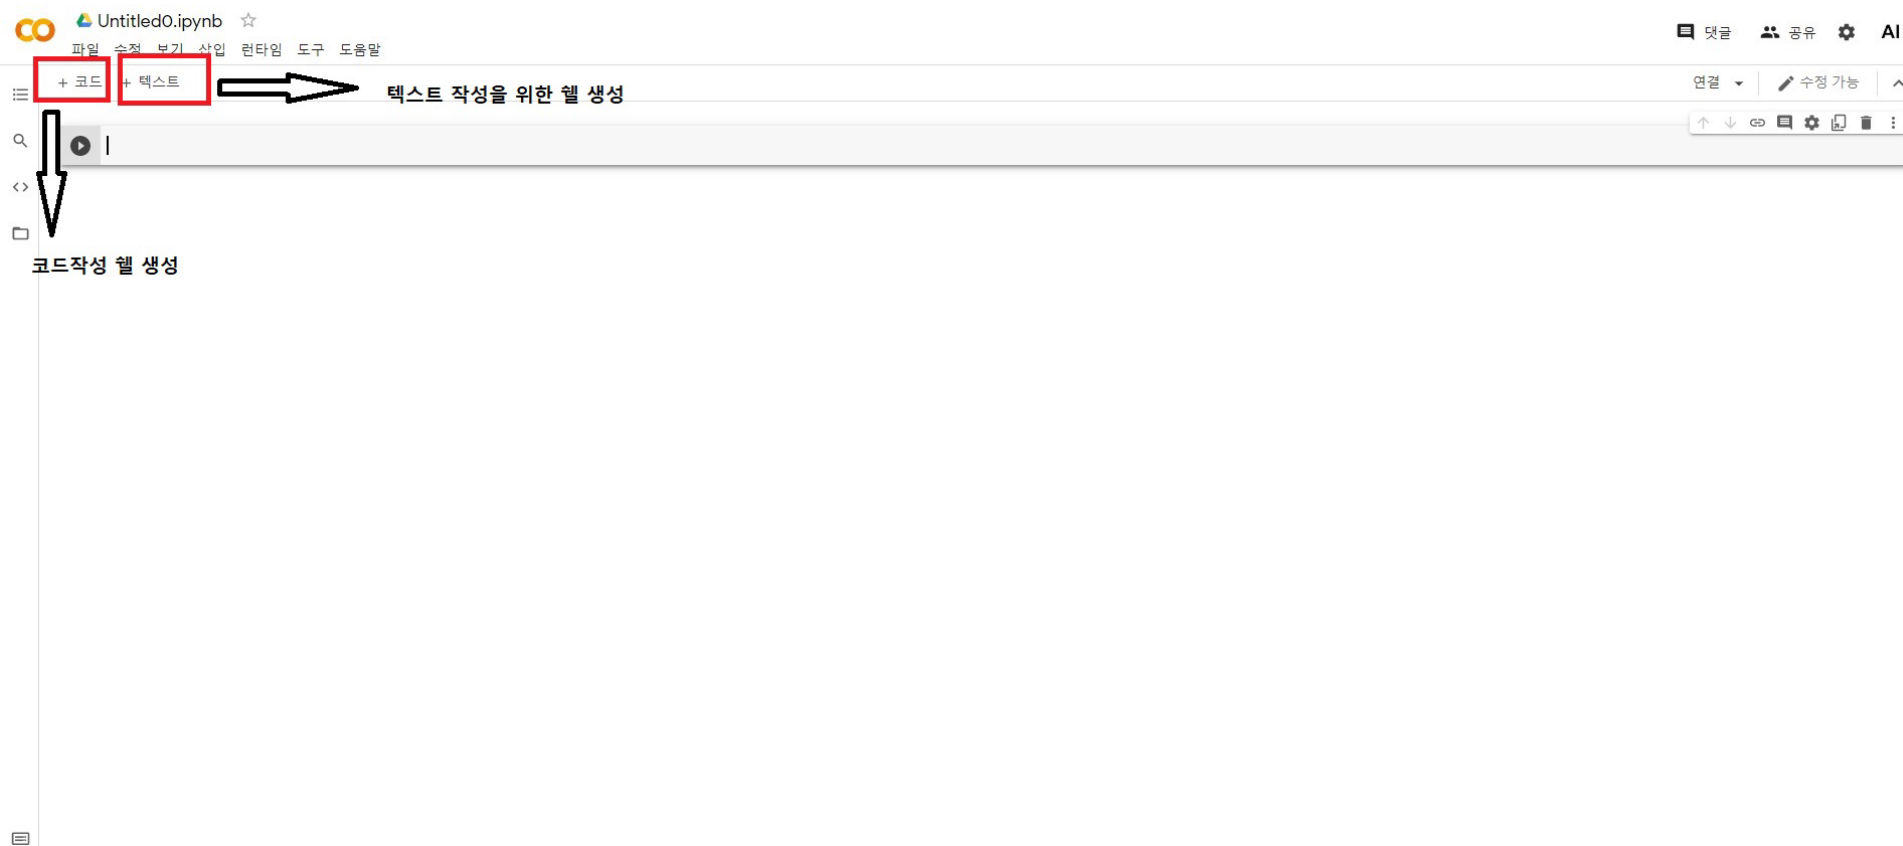 Untitled0.ipynb
파일 수정 보기 삽입 런타임 도구 도움말
댓글 공유 AI
+ 코드 + 텍스트
텍스트 작성을 위한 쉘 생성
연결 수정 가능
코드작성 쉘 생성